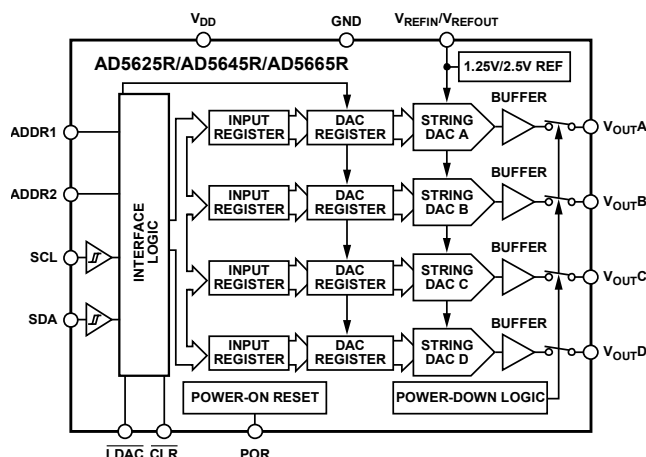 VDD
GND
VREFIN/VREFOUT
AD5625R/AD5645R/AD5665R
1.25V/2.5V REF
BUFFER
ADDR1
INPUT
REGISTER
DAC
REGISTER
STRING
DAC A
VOUTA
ADDR2
BUFFER
INPUT
REGISTER
DAC
REGISTER
STRING
DAC B
VOUTB
INTERFACE
LOGIC
SCL
BUFFER
INPUT
REGISTER
DAC
REGISTER
STRING
DAC C
VOUTC
SDA
BUFFER
INPUT
REGISTER
DAC
REGISTER
STRING
DAC D
VOUTD
POWER-ON RESET
POWER-DOWN LOGIC
LDAC
CLR
POR